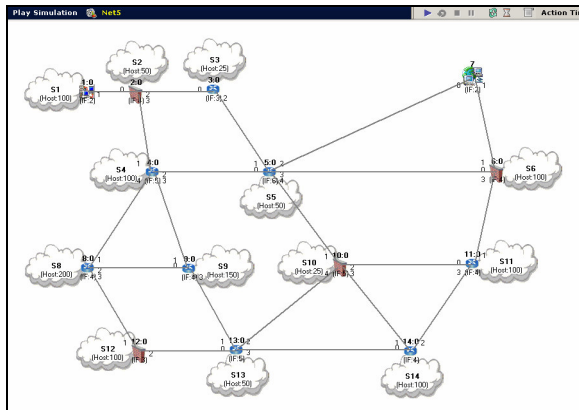 Play Simulation NetS Action Tim
S1
(Host:100)
1:0
(IF:2)
S2
(Host:50)
2:0
S3
(Host:25)
3:0
(IF:3)
7
S4
(Host:100)
4:0
(IF:5)
5:0
(IF:6)
S5
(Host:50)
6:0
S6
(Host:100)
S8
(Host:200)
8:0
(IF:4)
9:0
(IF:4)
S9
(Host:150)
S10
(Host:25)
10:0
(IF:5)
11:0
(IF:4)
S11
(Host:100)
S12
(Host:100)
12:0
(IF:3)
13:0
(IF:5)
S13
(Host:50)
14:0
(IF:4)
S14
(Host:100)